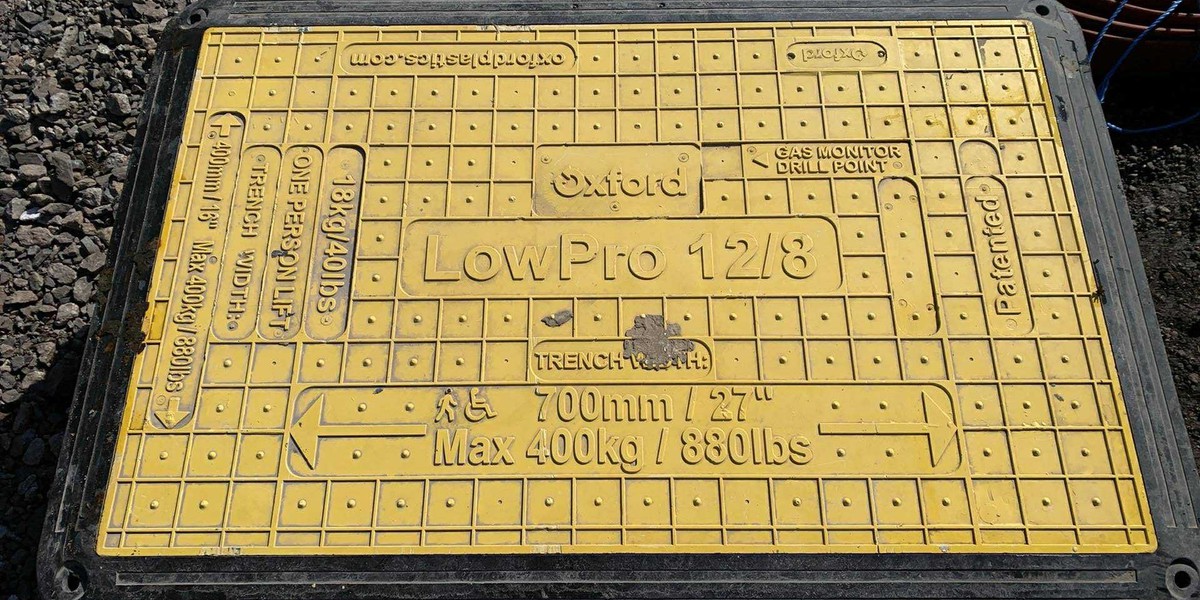 oxfordplastics.com
Oxford
GAS MONITOR
DRILL POINT
Oxford
LowPro 12/8
Patented
18kg/40lbs
ONE PERSON LIFT
TRENCH WIDTH:
400mm / 16" Max 400kg / 880lbs
TRENCH WIDTH:
700mm / 27"
Max 400kg / 880lbs